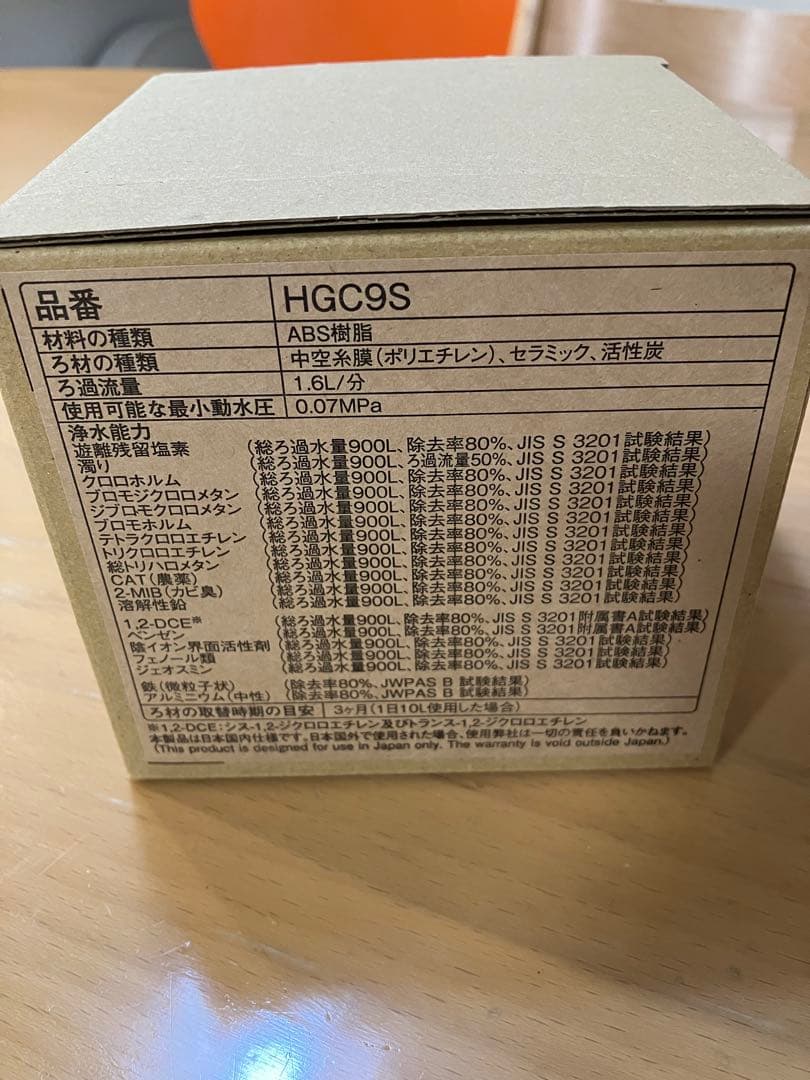 品番 HGC9S
材料の種類 ABS樹脂
ろ材の種類 中空糸膜(ポリエチレン)、セラミック、活性炭
ろ過流量 1.6L/分
使用可能な最小動水圧 0.07MPa
浄水能力
遊離残留塩素 (総ろ過水量900L、除去率80%、JIS S 3201試験結果)
濁り (総ろ過水量900L、ろ過流量50%、JIS S 3201試験結果)
クロロホルム (総ろ過水量900L、除去率80%、JIS S 3201試験結果)
ブロモジクロロメタン (総ろ過水量900L、除去率80%、JIS S 3201試験結果)
ジブロモクロロメタン (総ろ過水量900L、除去率80%、JIS S 3201試験結果)
ブロモホルム (総ろ過水量900L、除去率80%、JIS S 3201試験結果)
テトラクロロエチレン (総ろ過水量900L、除去率80%、JIS S 3201試験結果)
トリクロロエチレン (総ろ過水量900L、除去率80%、JIS S 3201試験結果)
総トリハロメタン (総ろ過水量900L、除去率80%、JIS S 3201試験結果)
CAT(農薬) (総ろ過水量900L、除去率80%、JIS S 3201試験結果)
2-MIB(カビ臭) (総ろ過水量900L、除去率80%、JIS S 3201試験結果)
溶解性鉛 (総ろ過水量900L、除去率80%、JIS S 3201試験結果)
1,2-DCE※ (総ろ過水量900L、除去率80%、JIS S 3201附属書A試験結果)
ベンゼン (総ろ過水量900L、除去率80%、JIS S 3201附属書A試験結果)
陰イオン界面活性剤 (総ろ過水量900L、除去率80%、JIS S 3201試験結果)
フェノール類 (総ろ過水量900L、除去率80%、JIS S 3201試験結果)
ジェオスミン (総ろ過水量900L、除去率80%、JIS S 3201試験結果)
鉄(微粒子状) (除去率80%、JWPAS B 試験結果)
アルミニウム(中性) (除去率80%、JWPAS B 試験結果)
ろ材の取替時期の目安 3ヶ月(1日10L使用した場合)
※1,2-DCE:シス-1,2-ジクロロエチレン及びトランス-1,2-ジクロロエチレン
本製品は日本国内仕様です。日本国外で使用された場合、使用弊社は一切の責任を負いかねます。
(This product is designed for use in Japan only. The warranty is void outside Japan.)